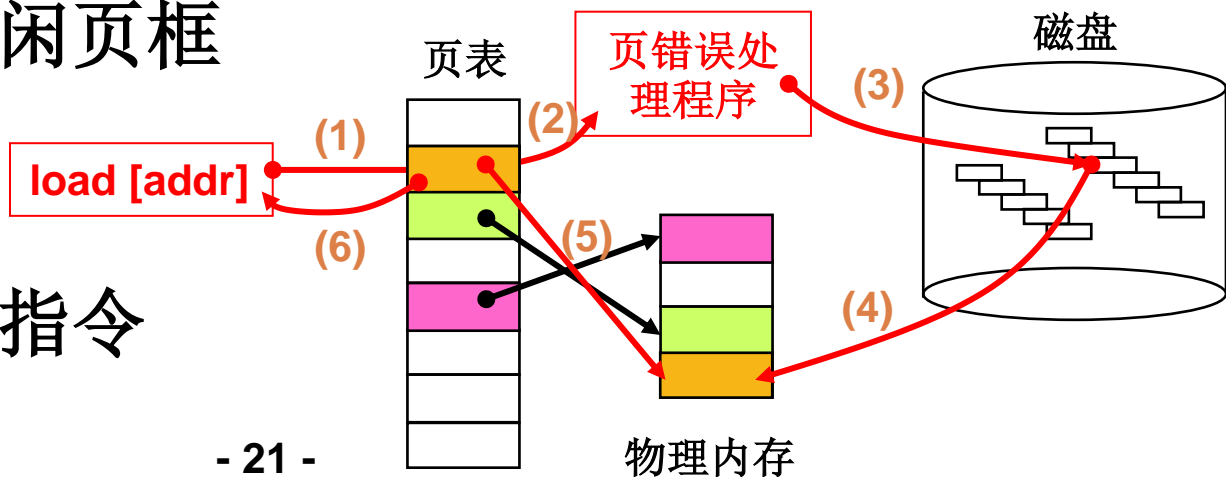 闲页框
页表
页错误处
理程序
磁盘
(1)
(2)
(3)
load [addr]
(6)
(5)
(4)
指令
- 21 -
物理内存